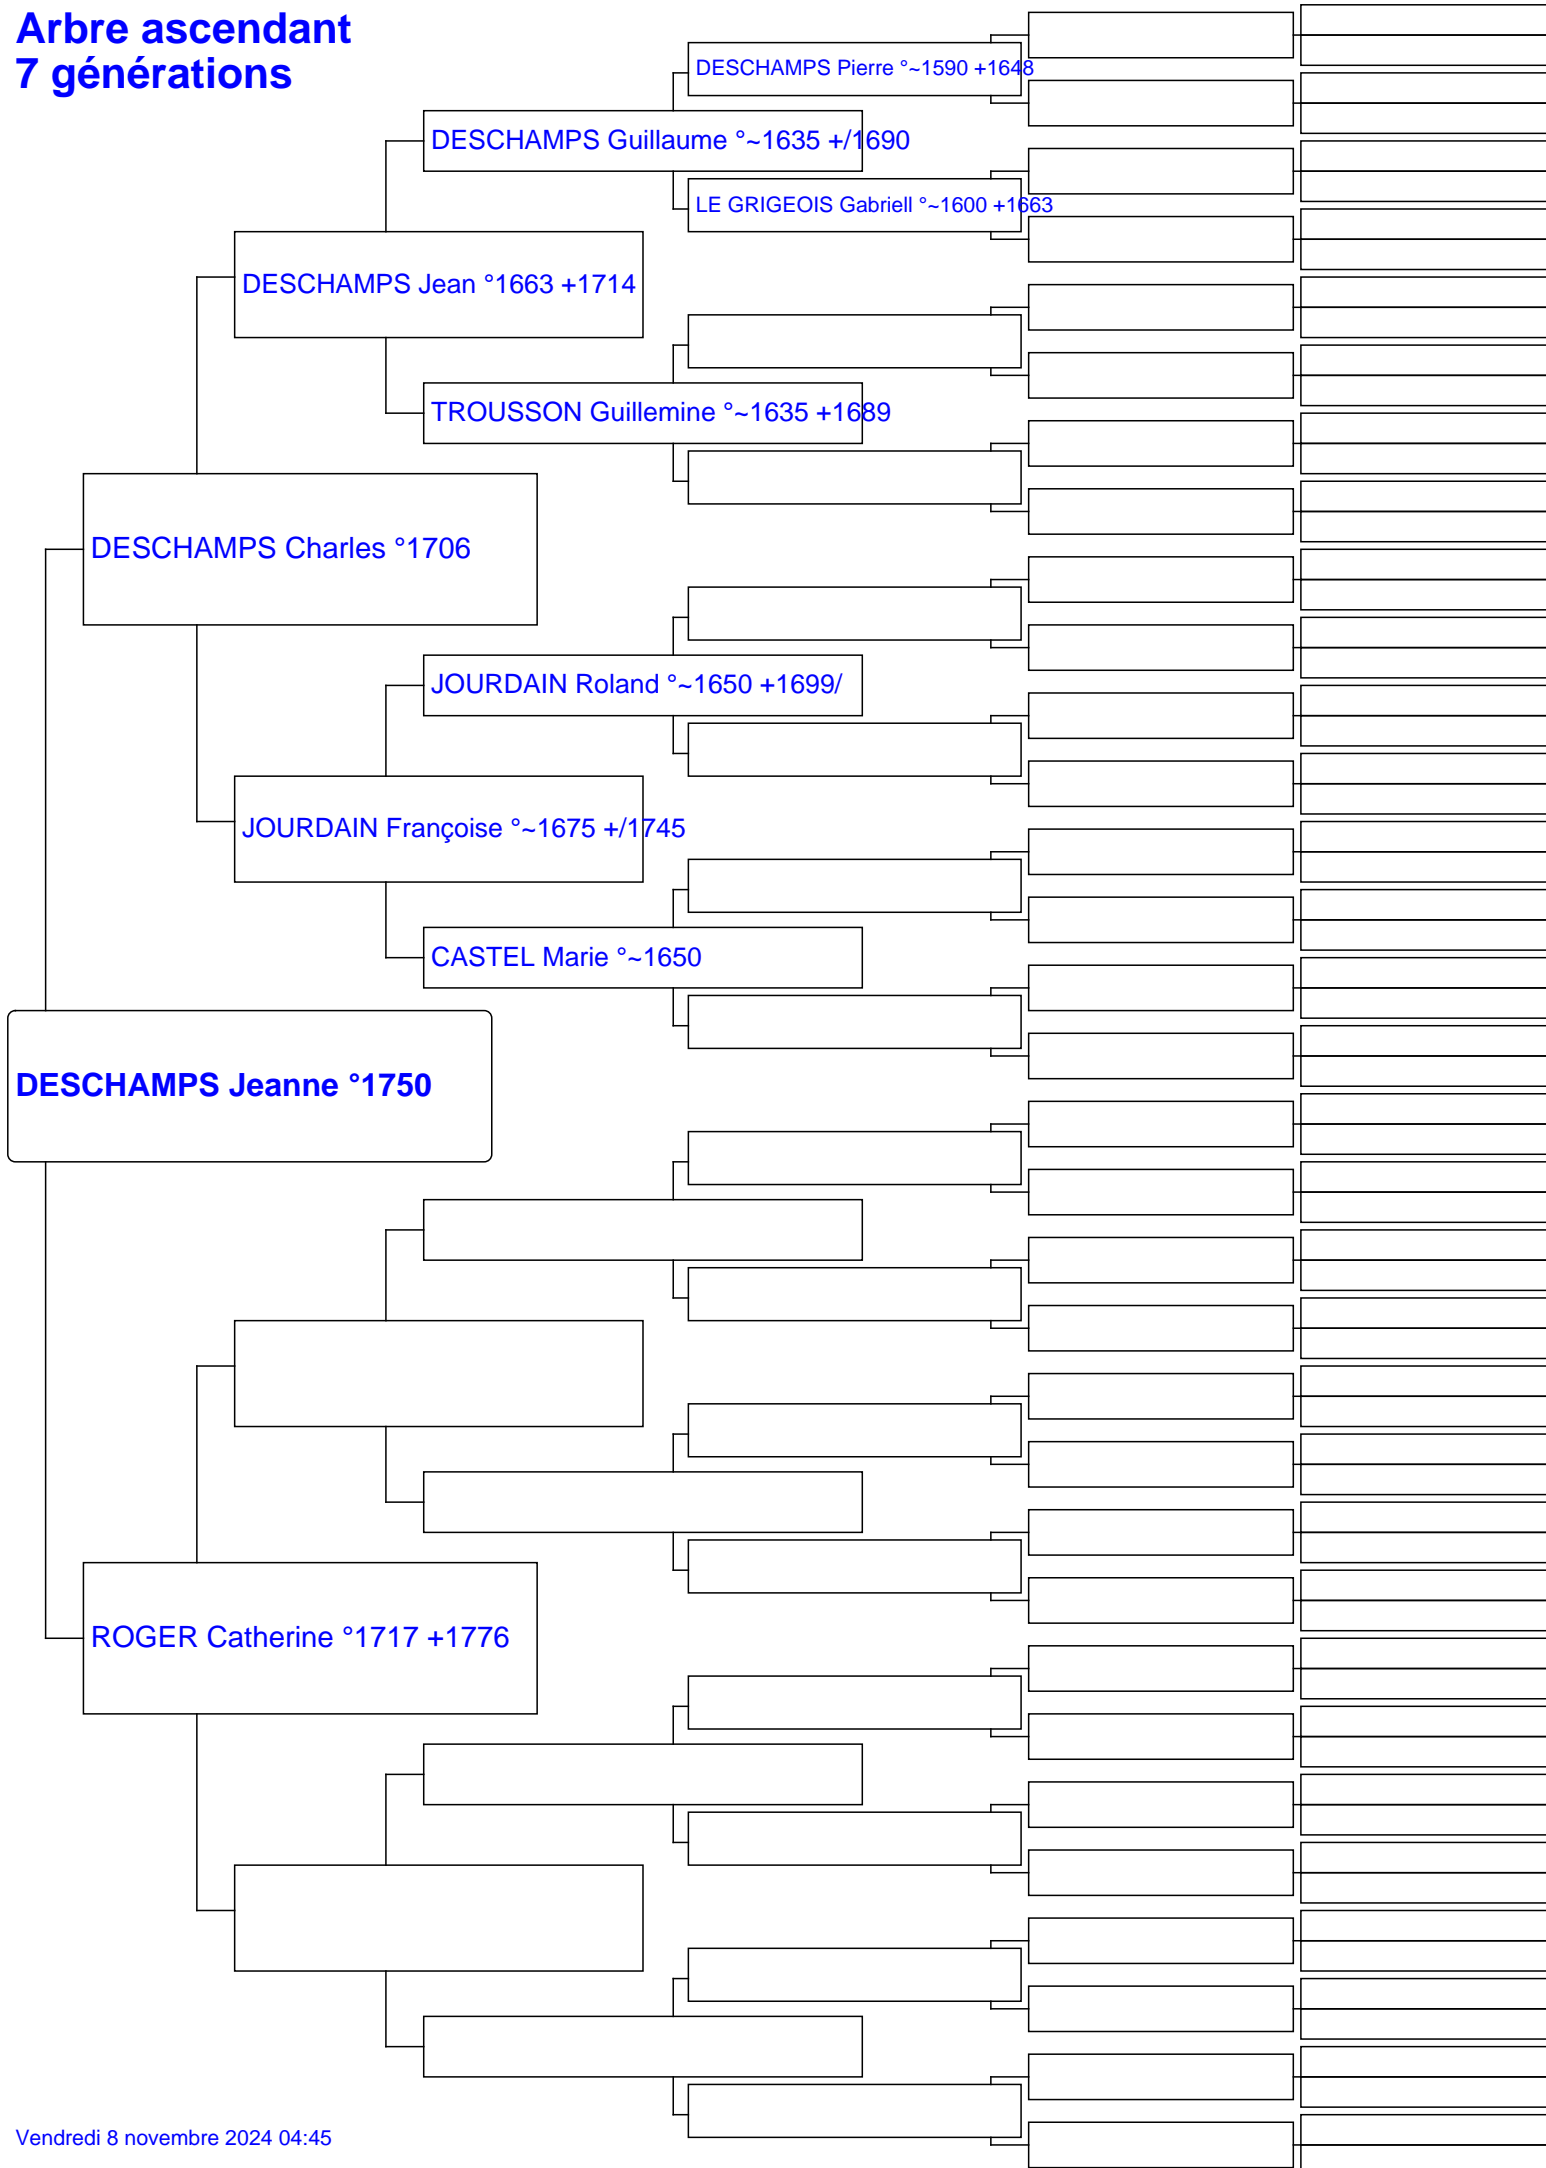 Arbre ascendant
7 générations
DESCHAMPS Pierre °~1590 +1648
DESCHAMPS Guillaume °~1635 +/1690
LE GRIGEOIS Gabriell °~1600 +1663
DESCHAMPS Jean °1663 +1714
TROUSSON Guillemine °~1635 +1689
DESCHAMPS Charles °1706
JOURDAIN Roland °~1650 +1699/
JOURDAIN Françoise °~1675 +/1745
CASTEL Marie °~1650
DESCHAMPS Jeanne °1750
ROGER Catherine °1717 +1776
Vendredi 8 novembre 2024 04:45